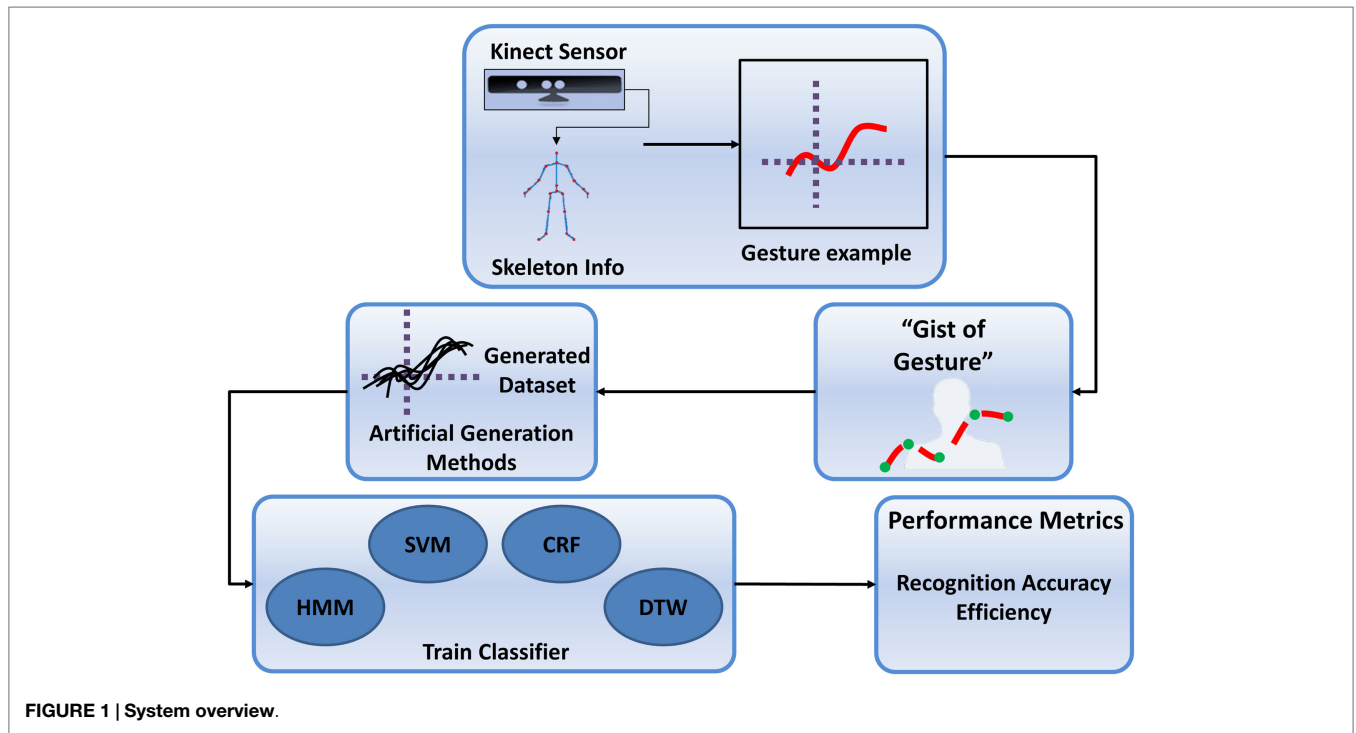 Kinect Sensor
Skeleton Info
Gesture example
“Gist of
Gesture”
Generated
Dataset
Artificial Generation
Methods
HMM
SVM
CRF
DTW
Train Classifier
Performance Metrics
Recognition Accuracy
Efficiency
FIGURE 1 | System overview.